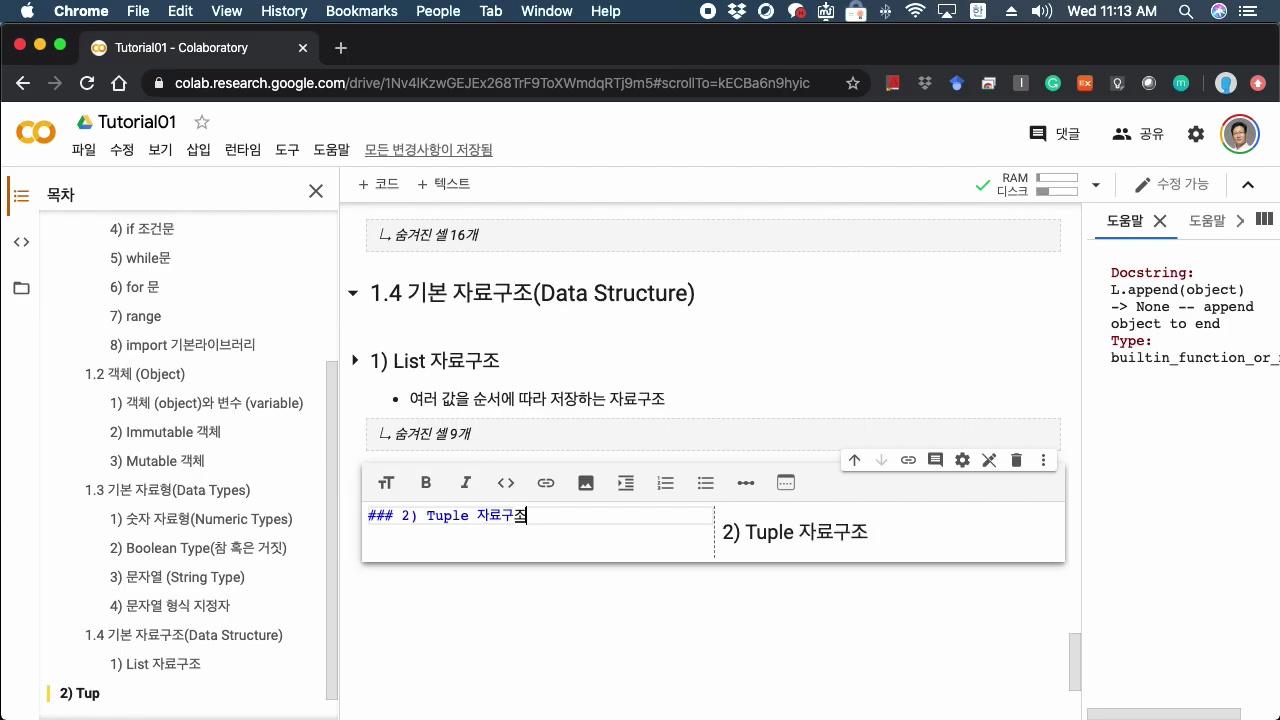 Chrome File Edit View History Bookmarks People Tab Window Help
한 Wed 11:13 AM
Tutorial01 - Colaboratory
colab.research.google.com/drive/1Nv4lKzwGEJEx268TrF9ToXWmdqRTj9m5#scrollTo=kECBa6n9hyic
Tutorial01
댓글 공유
파일 수정 보기 삽입 런타임 도구 도움말 모든 변경사항이 저장됨
목차
+ 코드 + 텍스트
RAM
디스크
수정 가능
4) if 조건문
5) while문
6) for 문
7) range
8) import 기본라이브러리
1.2 객체 (Object)
1) 객체 (object)와 변수 (variable)
2) Immutable 객체
3) Mutable 객체
1.3 기본 자료형(Data Types)
1) 숫자 자료형(Numeric Types)
2) Boolean Type(참 혹은 거짓)
3) 문자열 (String Type)
4) 문자열 형식 지정자
1.4 기본 자료구조(Data Structure)
1) List 자료구조
2) Tup
숨겨진 셀 16개
1.4 기본 자료구조(Data Structure)
1) List 자료구조
• 여러 값을 순서에 따라 저장하는 자료구조
숨겨진 셀 9개
### 2) Tuple 자료구조
2) Tuple 자료구조
도움말 도움말
Docstring:
L.append(object)
-> None -- append
object to end
Type:
builtin_function_or_